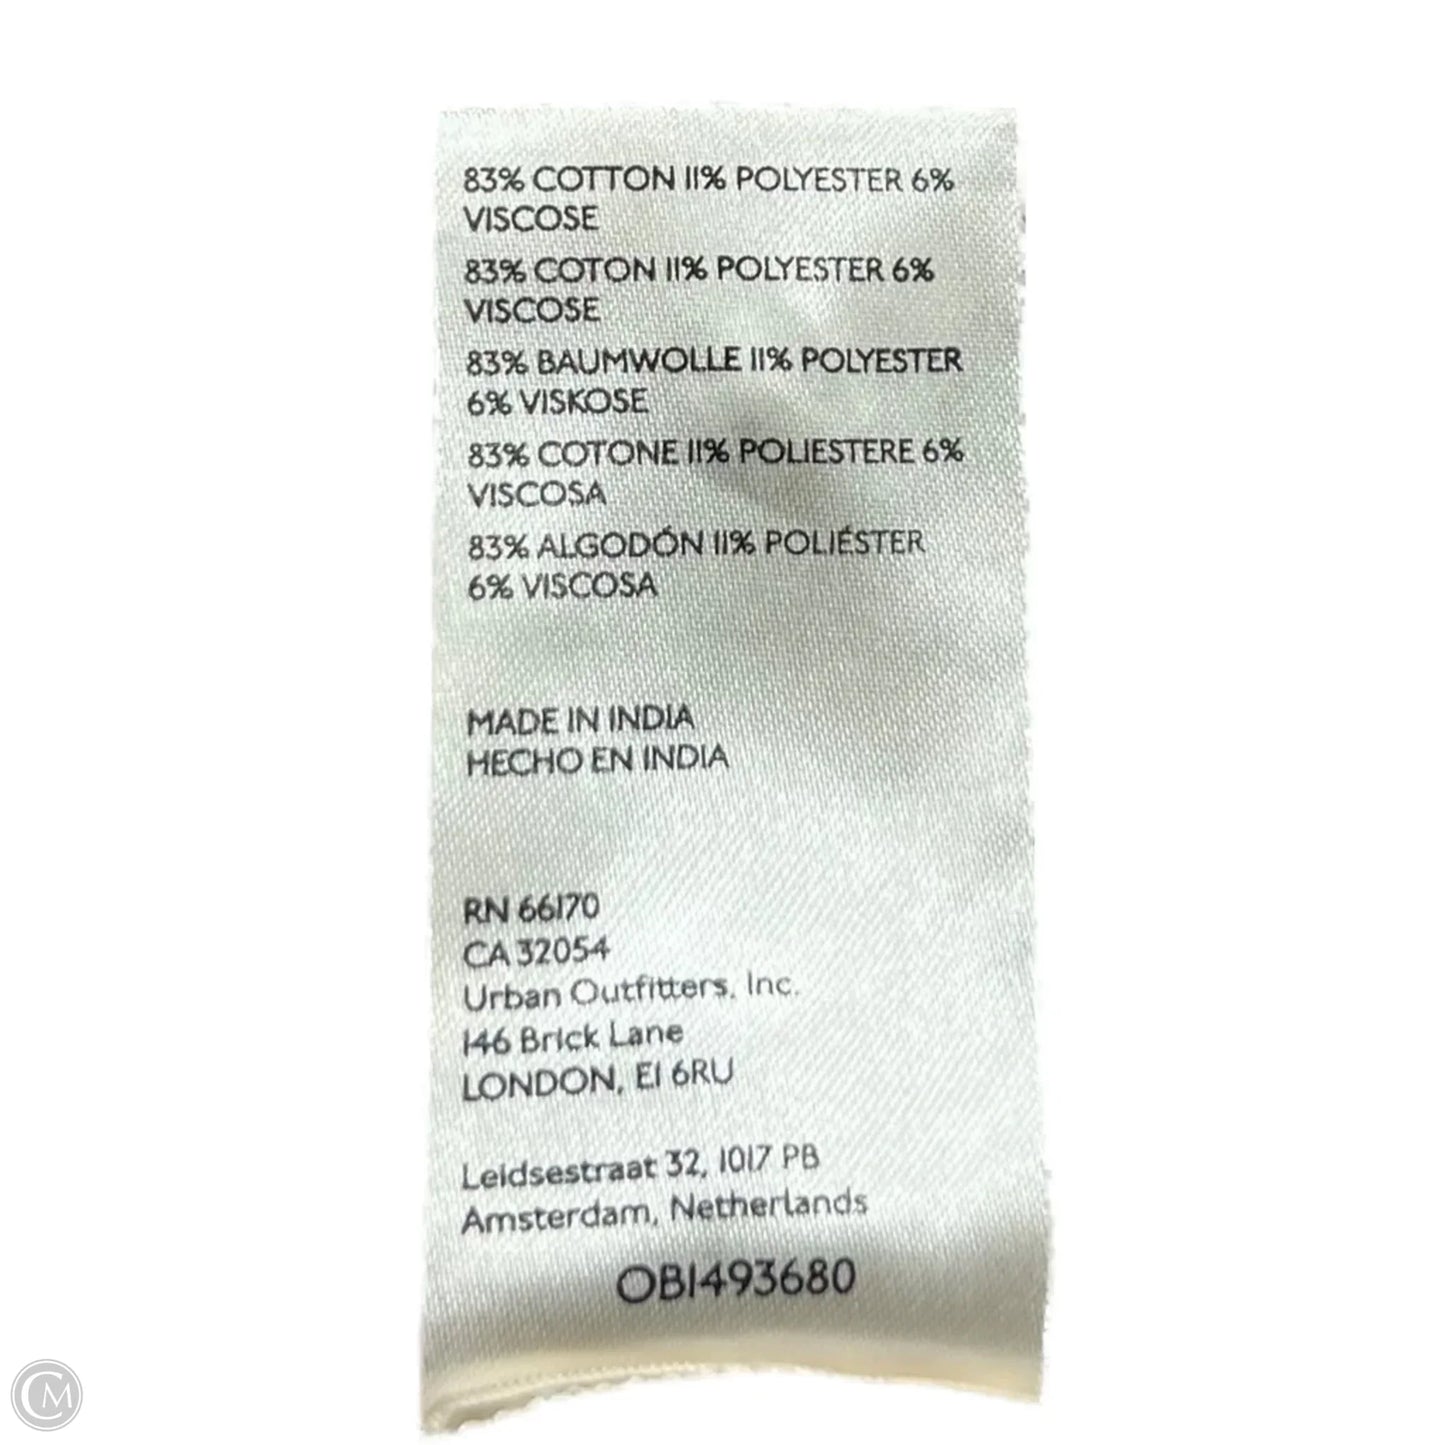 83% COTTON 11% POLYESTER 6%
VISCOSE
83% COTON 11% POLYESTER 6%
VISCOSE
83% BAUMWOLLE 11% POLYESTER
6% VISKOSE
83% COTONE 11% POLIESTERE 6%
VISCOSA
83% ALGODÓN 11% POLIÉSTER
6% VISCOSA
MADE IN INDIA
HECHO EN INDIA
RN 66170
CA 32054
Urban Outfitters, Inc.
146 Brick Lane
LONDON, E1 6RU
Leidsestraat 32, 1017 PB
Amsterdam, Netherlands
OB1493680
CM